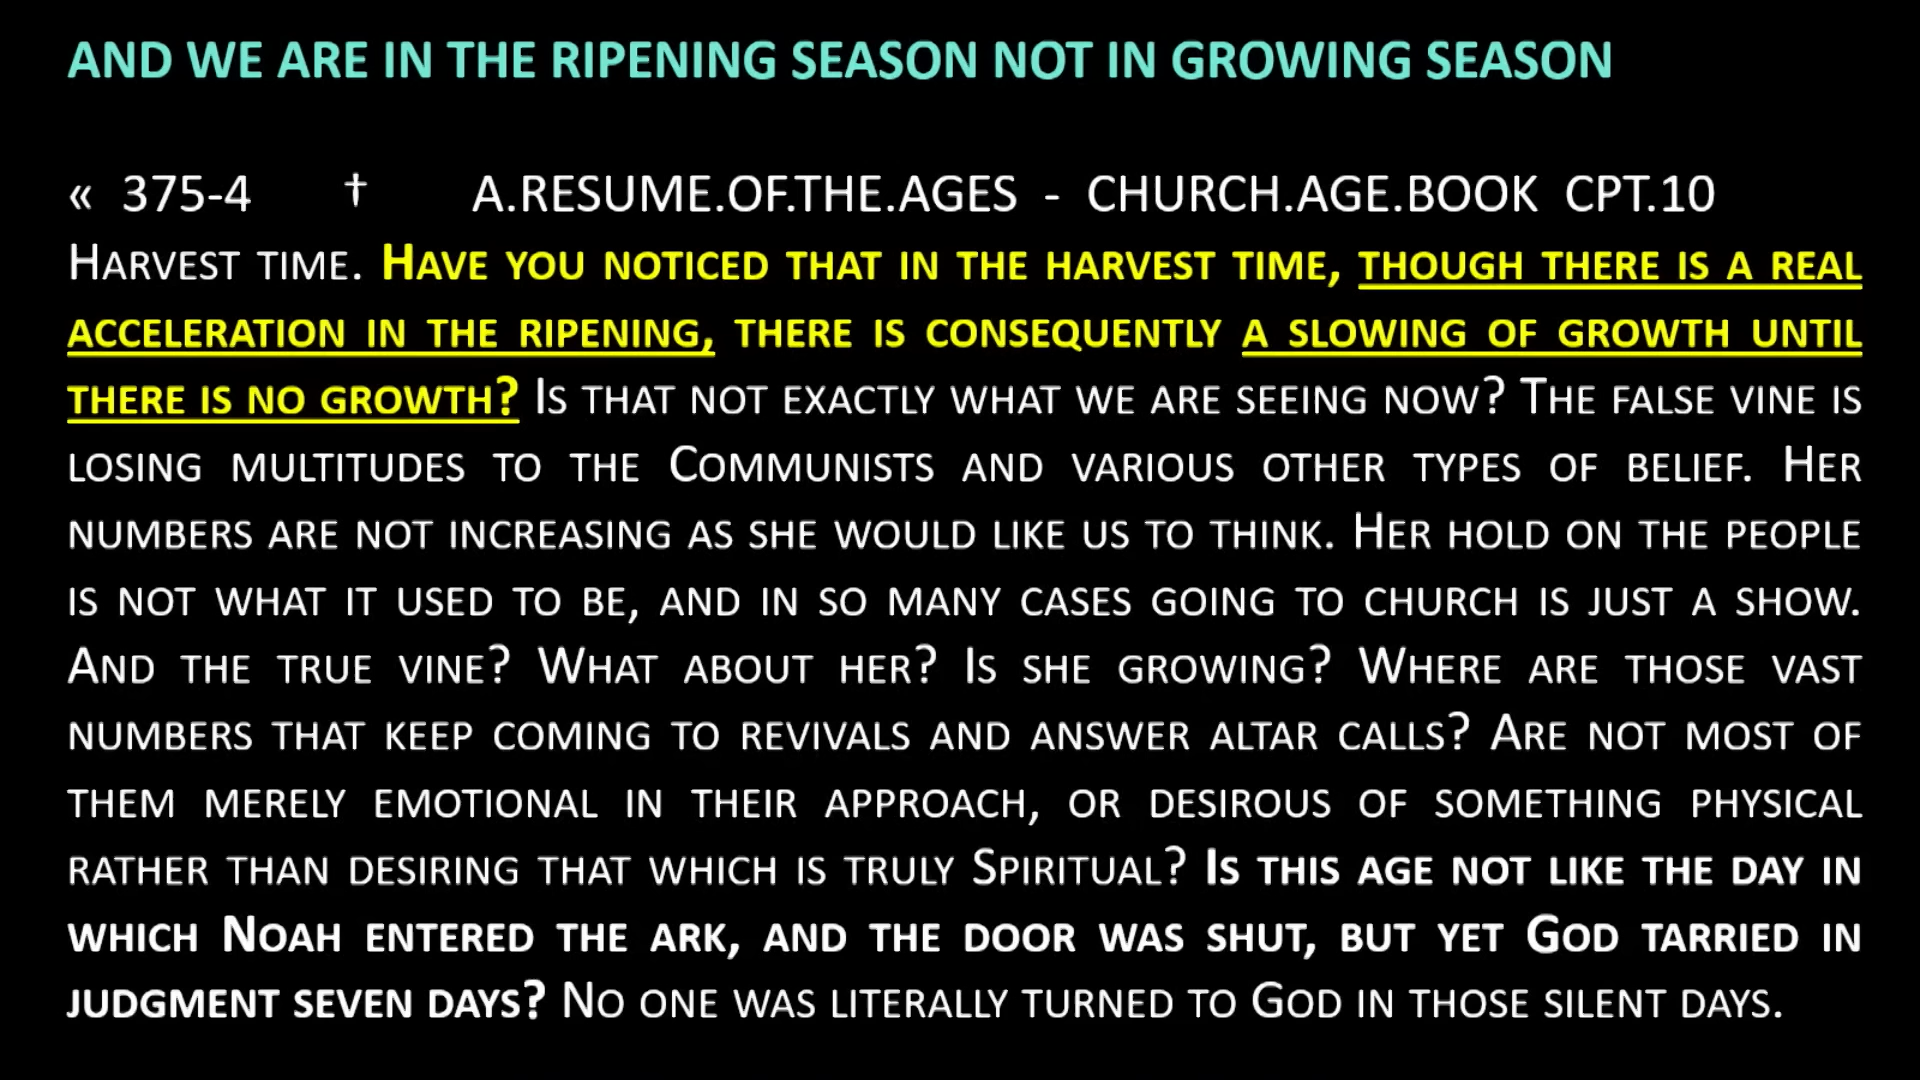 AND WE ARE IN THE RIPENING SEASON NOT IN GROWING SEASON
« 375-4 † A.RESUME.OF.THE.AGES - CHURCH.AGE.BOOK CPT.10
HARVEST TIME. HAVE YOU NOTICED THAT IN THE HARVEST TIME, THOUGH THERE IS A REAL
ACCELERATION IN THE RIPENING, THERE IS CONSEQUENTLY A SLOWING OF GROWTH UNTIL
THERE IS NO GROWTH? IS THAT NOT EXACTLY WHAT WE ARE SEEING NOW? THE FALSE VINE IS
LOSING MULTITUDES TO THE COMMUNISTS AND VARIOUS OTHER TYPES OF BELIEF. HER
NUMBERS ARE NOT INCREASING AS SHE WOULD LIKE US TO THINK. HER HOLD ON THE PEOPLE
IS NOT WHAT IT USED TO BE, AND IN SO MANY CASES GOING TO CHURCH IS JUST A SHOW.
AND THE TRUE VINE? WHAT ABOUT HER? IS SHE GROWING? WHERE ARE THOSE VAST
NUMBERS THAT KEEP COMING TO REVIVALS AND ANSWER ALTAR CALLS? ARE NOT MOST OF
THEM MERELY EMOTIONAL IN THEIR APPROACH, OR DESIROUS OF SOMETHING PHYSICAL
RATHER THAN DESIRING THAT WHICH IS TRULY SPIRITUAL? IS THIS AGE NOT LIKE THE DAY IN
WHICH NOAH ENTERED THE ARK, AND THE DOOR WAS SHUT, BUT YET GOD TARRIED IN
JUDGMENT SEVEN DAYS? NO ONE WAS LITERALLY TURNED TO GOD IN THOSE SILENT DAYS.